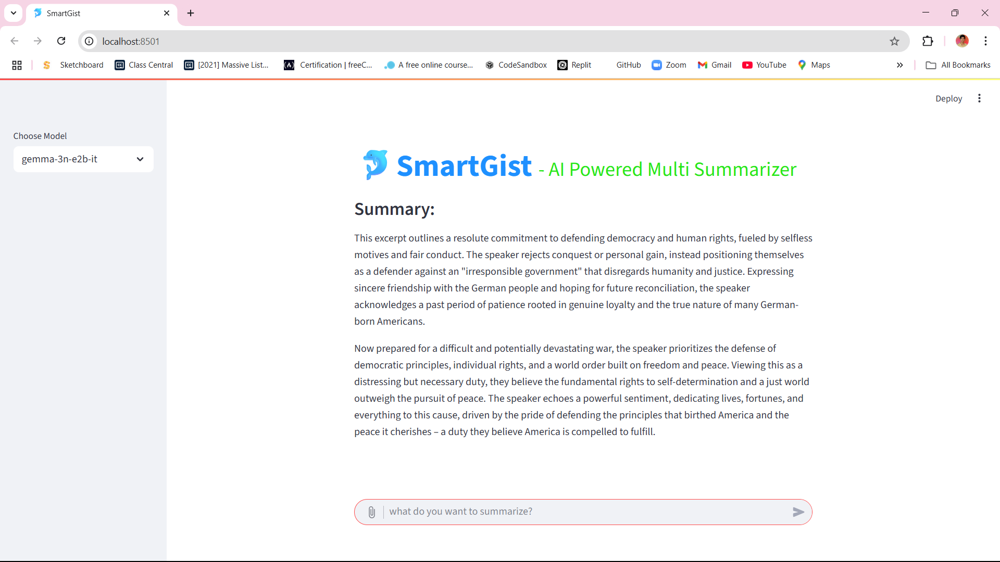 SmartGist
localhost:8501
Sketchboard
Class Central
[2021] Massive List...
Certification | freeC...
A free online course...
CodeSandbox
Replit
GitHub
Zoom
Gmail
YouTube
Maps
All Bookmarks
Deploy
Choose Model
gemma-3n-e2b-it
SmartGist - AI Powered Multi Summarizer
Summary:
This excerpt outlines a resolute commitment to defending democracy and human rights, fueled by selfless
motives and fair conduct. The speaker rejects conquest or personal gain, instead positioning themselves
as a defender against an "irresponsible government" that disregards humanity and justice. Expressing
sincere friendship with the German people and hoping for future reconciliation, the speaker
acknowledges a past period of patience rooted in genuine loyalty and the true nature of many German-
born Americans.
Now prepared for a difficult and potentially devastating war, the speaker prioritizes the defense of
democratic principles, individual rights, and a world order built on freedom and peace. Viewing this as a
distressing but necessary duty, they believe the fundamental rights to self-determination and a just world
outweigh the pursuit of peace. The speaker echoes a powerful sentiment, dedicating lives, fortunes, and
everything to this cause, driven by the pride of defending the principles that birthed America and the
peace it cherishes – a duty they believe America is compelled to fulfill.
what do you want to summarize?